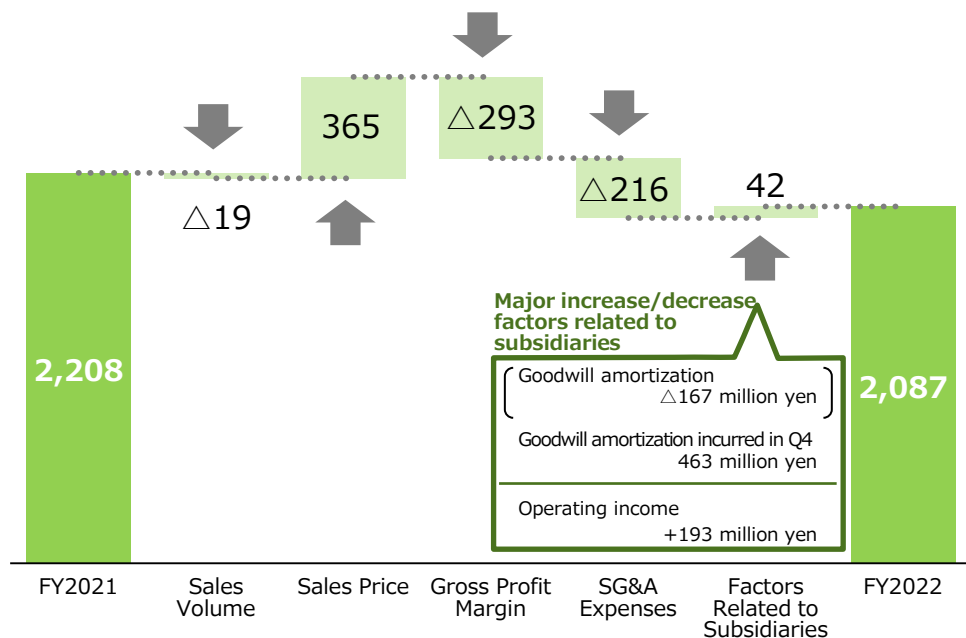 365
△293
△216
42
△19
2,208
2,087
Major increase/decrease
factors related to
subsidiaries
Goodwill amortization
△167 million yen
Goodwill amortization incurred in Q4
463 million yen
Operating income
+193 million yen
FY2021
Sales
Volume
Sales Price
Gross Profit
Margin
SG&A
Expenses
Factors
Related to
Subsidiaries
FY2022